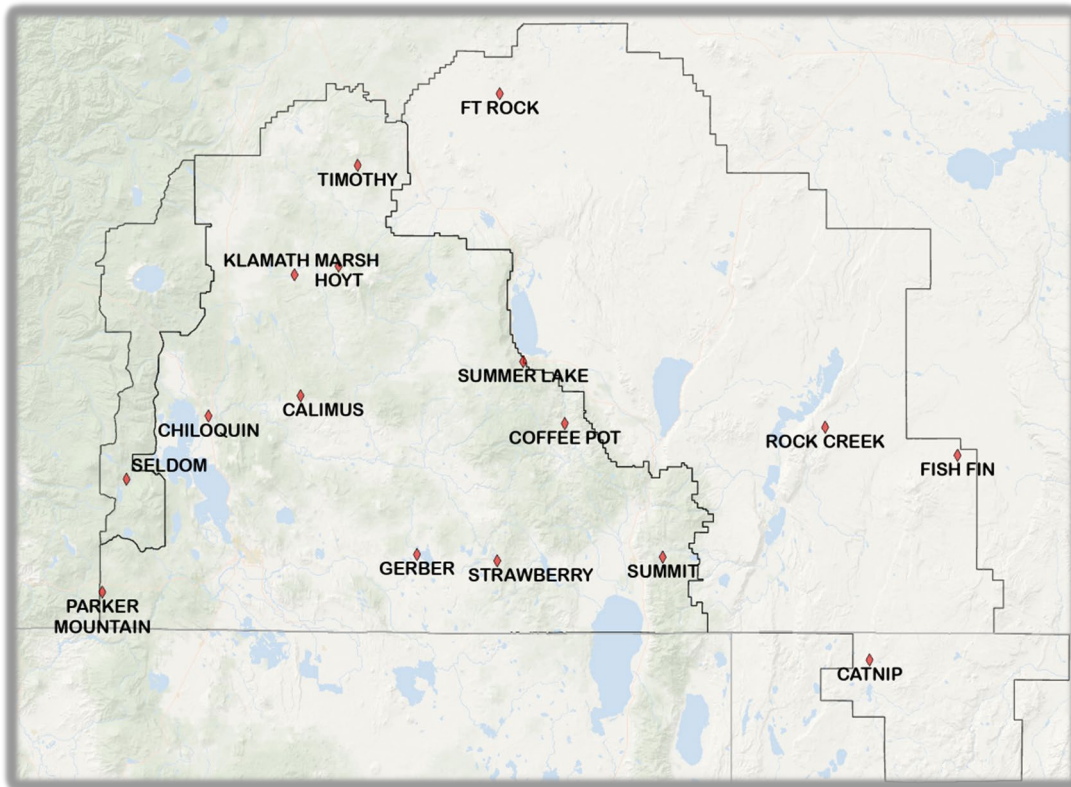 FT ROCK
TIMOTHY
KLAMATH MARSH
HOYT
SUMMER LAKE
CALIMUS
CHILOQUIN
COFFEE POT
ROCK CREEK
SELDOM
FISH FIN
GERBER
STRAWBERRY
SUMMIT
PARKER
MOUNTAIN
CATNIP